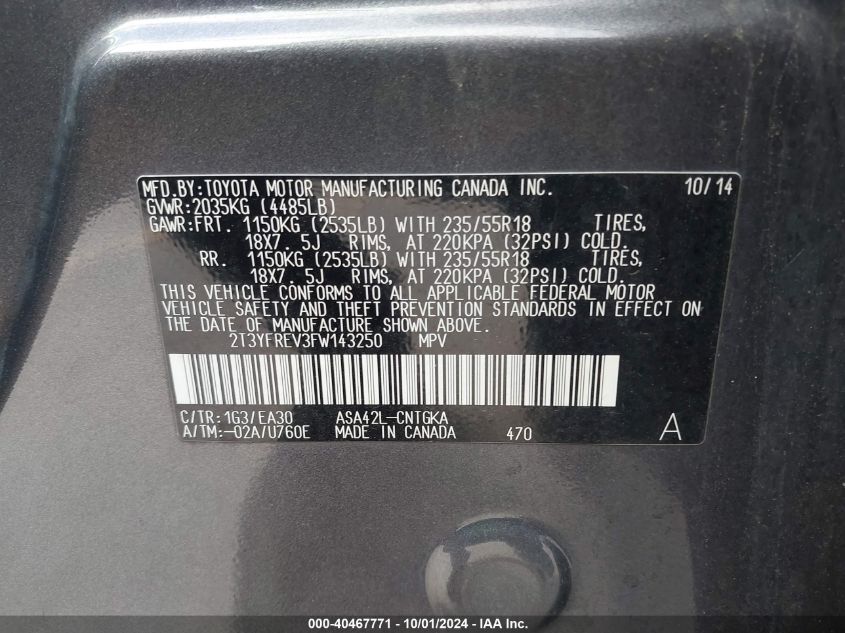 MFD.BY:TOYOTA MOTOR MANUFACTURING CANADA INC. 10/14
GVWR:2035KG (4485LB)
GAWR:FRT. 1150KG (2535LB) WITH 235/55R18 TIRES,
18X7. 5J RIMS, AT 220KPA (32PSI) COLD.
RR. 1150KG (2535LB) WITH 235/55R18 TIRES,
18X7. 5J RIMS, AT 220KPA (32PSI) COLD.
THIS VEHICLE CONFORMS TO ALL APPLICABLE FEDERAL MOTOR
VEHICLE SAFETY AND THEFT PREVENTION STANDARDS IN EFFECT ON
THE DATE OF MANUFACTURE SHOWN ABOVE.
2T3YFREV3FW143250 MPV
C/TR:1G3/EA30 ASA42L-CNTGKA
A/TM:-02A/U760E MADE IN CANADA 470 A
000-40467771 - 10/01/2024 - IAA Inc.